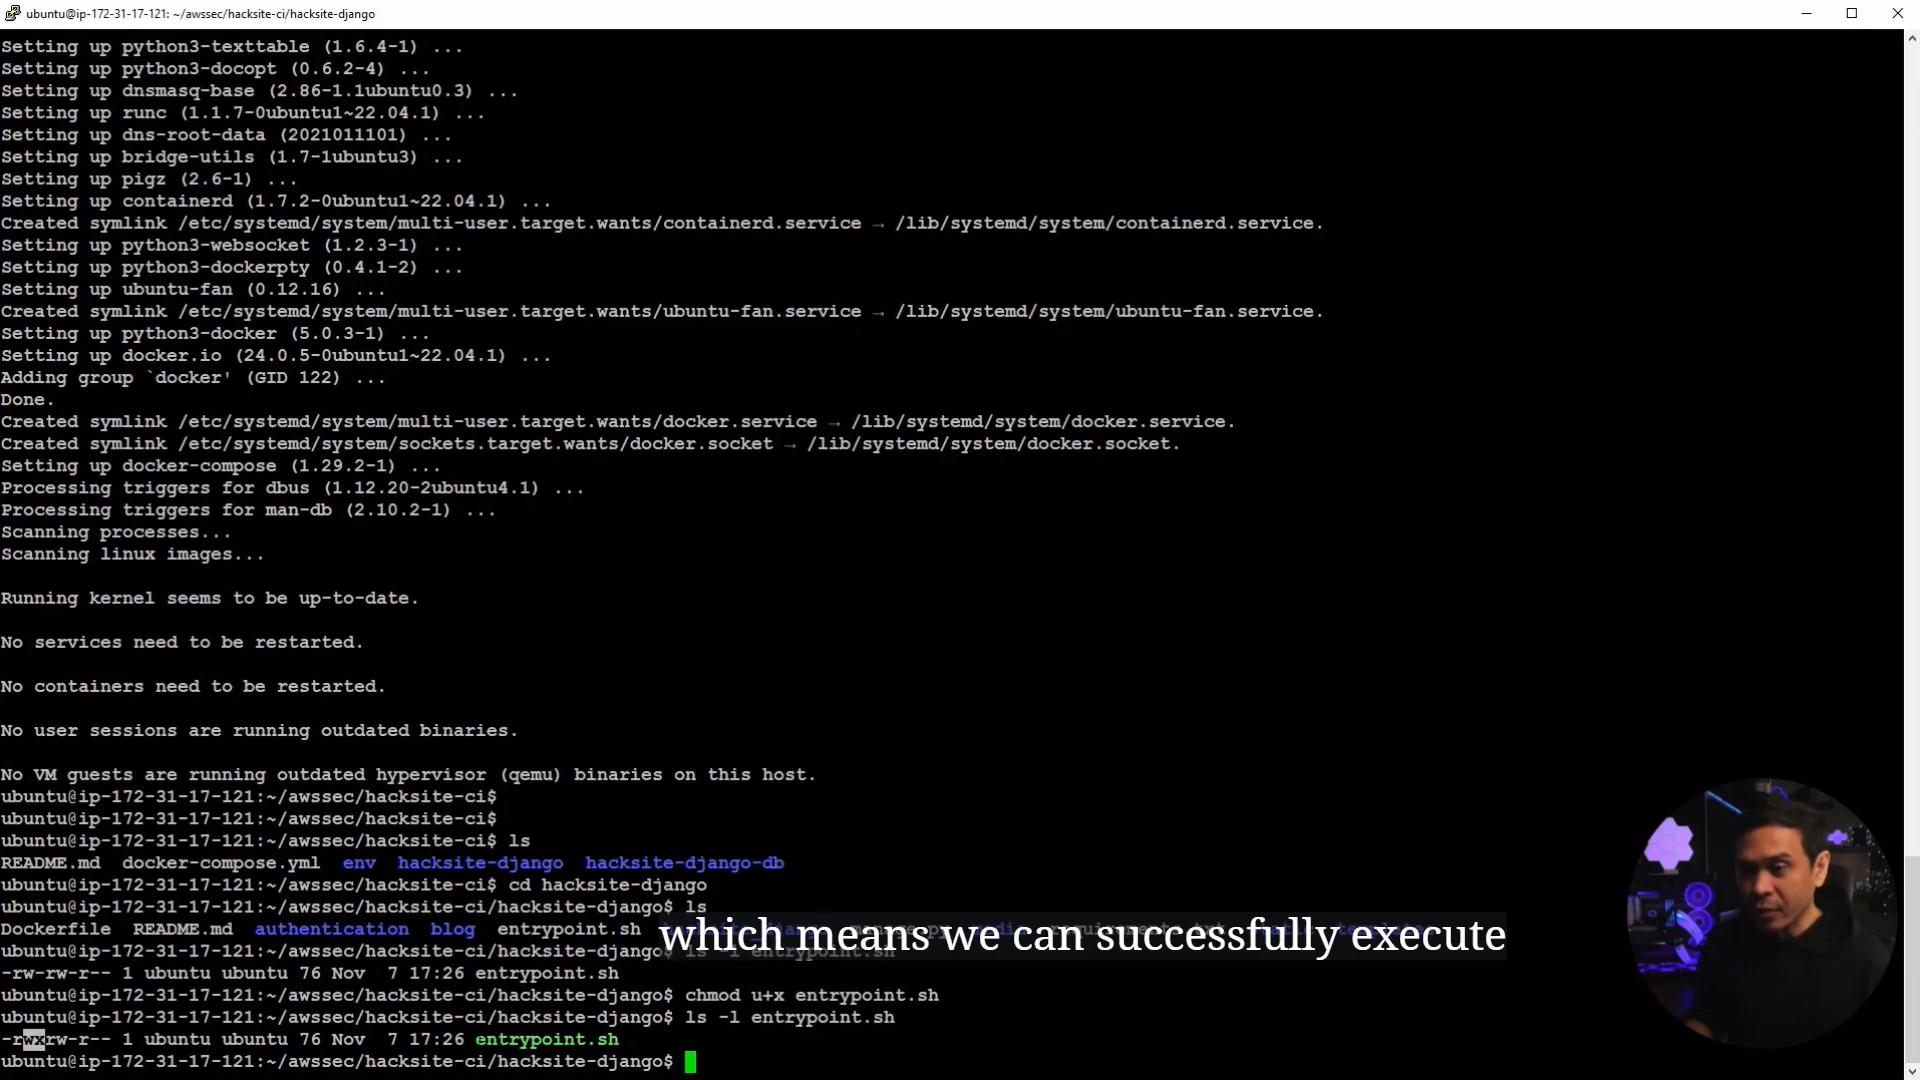 ubuntu@ip-172-31-17-121: ~/awssec/hacksite-ci/hacksite-django
Setting up python3-texttable (1.6.4-1) ...
Setting up python3-docopt (0.6.2-4) ...
Setting up dnsmasq-base (2.86-1.1ubuntu0.3) ...
Setting up runc (1.1.7-0ubuntu1~22.04.1) ...
Setting up dns-root-data (2021011101) ...
Setting up bridge-utils (1.7-1ubuntu3) ...
Setting up pigz (2.6-1) ...
Setting up containerd (1.7.2-0ubuntu1~22.04.1) ...
Created symlink /etc/systemd/system/multi-user.target.wants/containerd.service → /lib/systemd/system/containerd.service.
Setting up python3-websocket (1.2.3-1) ...
Setting up python3-dockerpty (0.4.1-2) ...
Setting up ubuntu-fan (0.12.16) ...
Created symlink /etc/systemd/system/multi-user.target.wants/ubuntu-fan.service → /lib/systemd/system/ubuntu-fan.service.
Setting up python3-docker (5.0.3-1) ...
Setting up docker.io (24.0.5-0ubuntu1~22.04.1) ...
Adding group `docker' (GID 122) ...
Done.
Created symlink /etc/systemd/system/multi-user.target.wants/docker.service → /lib/systemd/system/docker.service.
Created symlink /etc/systemd/system/sockets.target.wants/docker.socket → /lib/systemd/system/docker.socket.
Setting up docker-compose (1.29.2-1) ...
Processing triggers for dbus (1.12.20-2ubuntu4.1) ...
Processing triggers for man-db (2.10.2-1) ...
Scanning processes...
Scanning linux images...
Running kernel seems to be up-to-date.
No services need to be restarted.
No containers need to be restarted.
No user sessions are running outdated binaries.
No VM guests are running outdated hypervisor (qemu) binaries on this host.
ubuntu@ip-172-31-17-121:~/awssec/hacksite-ci$
ubuntu@ip-172-31-17-121:~/awssec/hacksite-ci$
ubuntu@ip-172-31-17-121:~/awssec/hacksite-ci$ ls
README.md docker-compose.yml env hacksite-django hacksite-django-db
ubuntu@ip-172-31-17-121:~/awssec/hacksite-ci$ cd hacksite-django
ubuntu@ip-172-31-17-121:~/awssec/hacksite-ci/hacksite-django$ ls
Dockerfile README.md authentication blog entrypoint.sh
which means we can successfully execute
ubuntu@ip-172-31-17-121:~/awssec/hacksite-ci/hacksite-django$ ls -l entrypoint.sh
-rw-rw-r-- 1 ubuntu ubuntu 76 Nov 7 17:26 entrypoint.sh
ubuntu@ip-172-31-17-121:~/awssec/hacksite-ci/hacksite-django$ chmod u+x entrypoint.sh
ubuntu@ip-172-31-17-121:~/awssec/hacksite-ci/hacksite-django$ ls -l entrypoint.sh
-rwxrw-r-- 1 ubuntu ubuntu 76 Nov 7 17:26 entrypoint.sh
ubuntu@ip-172-31-17-121:~/awssec/hacksite-ci/hacksite-django$